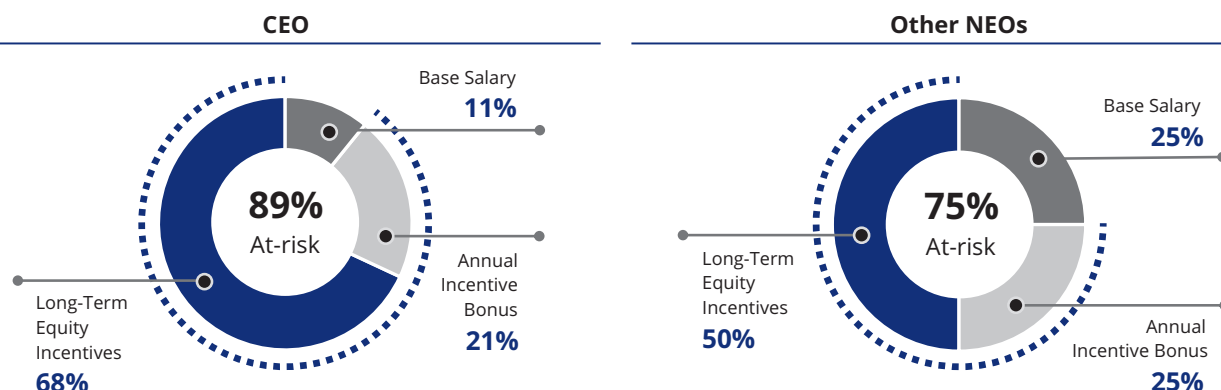 CEO
Base Salary
11%
89%
At-risk
Annual
Incentive
Bonus
21%
Long-Term
Equity
Incentives
68%
Other NEOs
Base Salary
25%
75%
At-risk
Long-Term
Equity
Incentives
50%
Annual
Incentive Bonus
25%